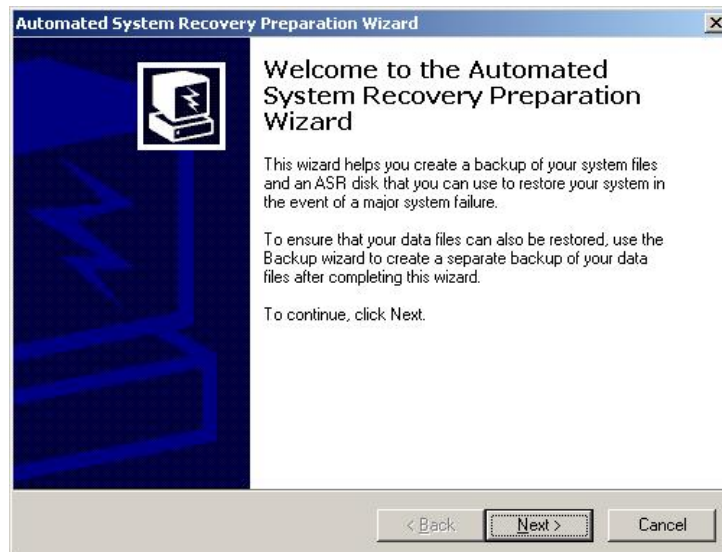 Automated System Recovery Preparation Wizard
Welcome to the Automated
System Recovery Preparation
Wizard
This wizard helps you create a backup of your system files
and an ASR disk that you can use to restore your system in
the event of a major system failure.
To ensure that your data files can also be restored, use the
Backup wizard to create a separate backup of your data
files after completing this wizard.
To continue, click Next.
< Back Next > Cancel